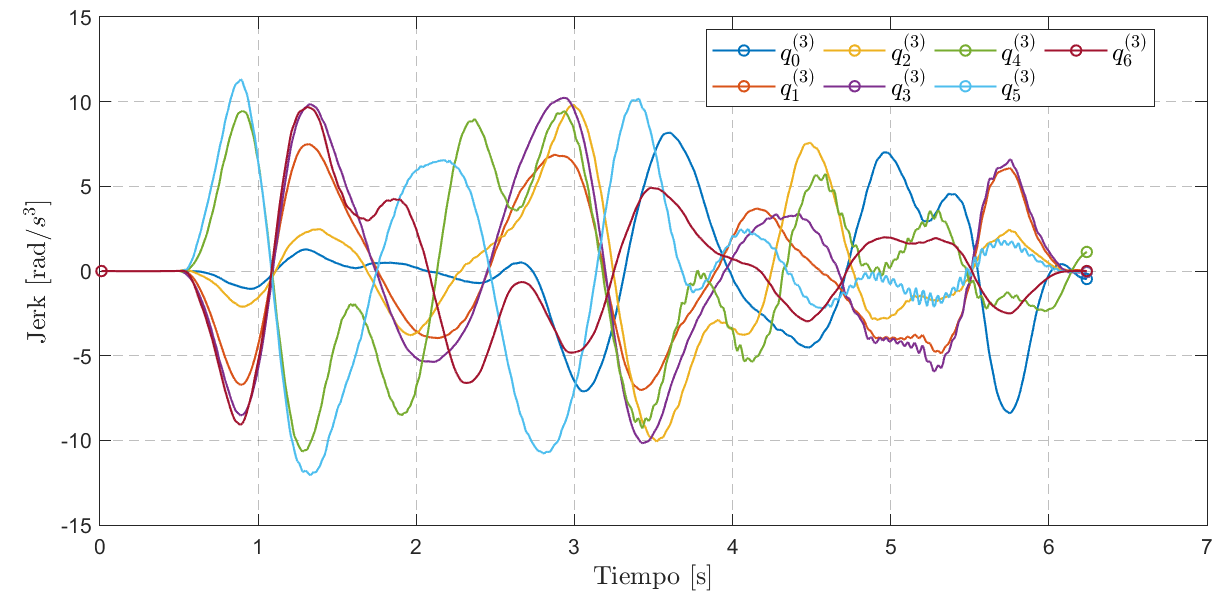 15
10
5
0
-5
-10
-15
Jerk [rad/s³]
q₀⁽³⁾ q₂⁽³⁾ q₄⁽³⁾ q₆⁽³⁾
q₁⁽³⁾ q₃⁽³⁾ q₅⁽³⁾
0 1 2 3 4 5 6 7
Tiempo [s]